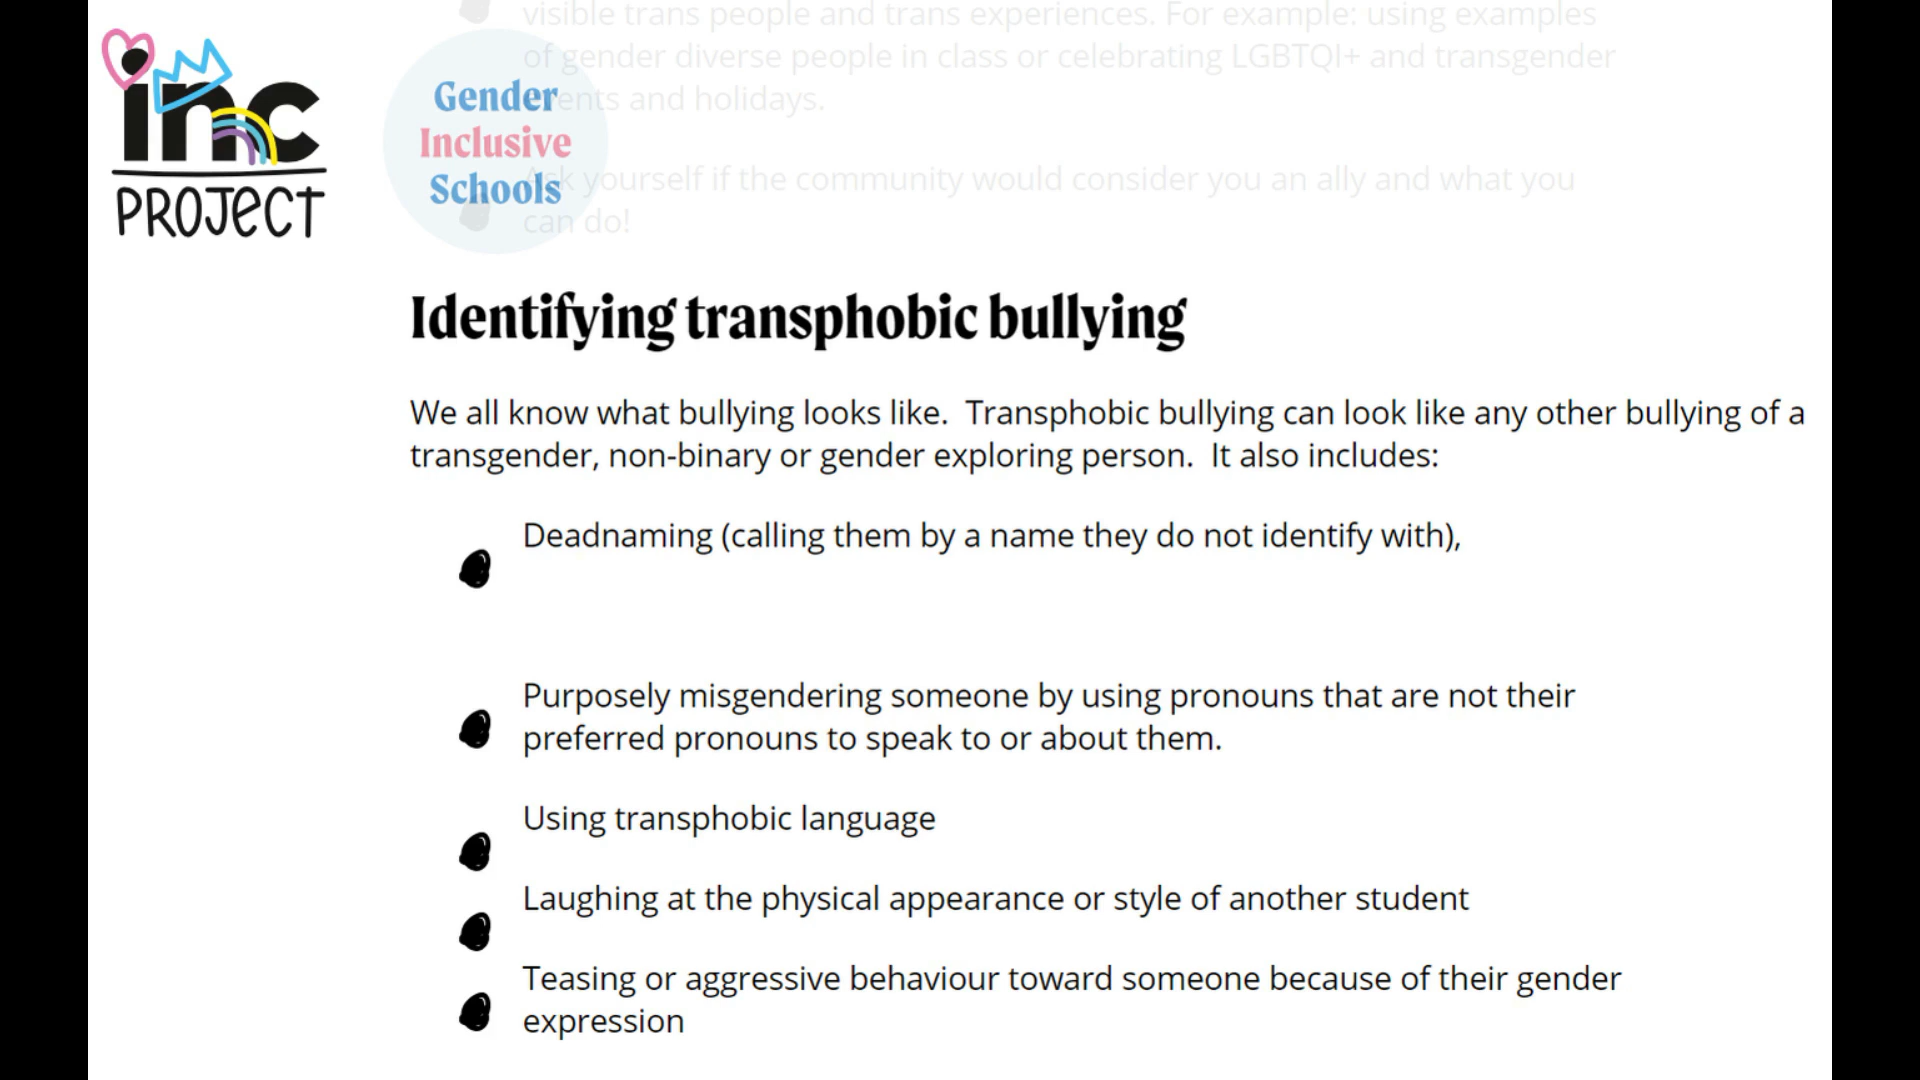 visible trans people and trans experiences. For example: using examples
of gender diverse people in class or celebrating LGBTQI+ and transgender
ents and holidays.
inc
PROJECT
Gender
Inclusive
Schools
Ask yourself if the community would consider you an ally and what you
can do!
Identifying transphobic bullying
We all know what bullying looks like.  Transphobic bullying can look like any other bullying of a
transgender, non-binary or gender exploring person.  It also includes:
Deadnaming (calling them by a name they do not identify with),
Purposely misgendering someone by using pronouns that are not their
preferred pronouns to speak to or about them.
Using transphobic language
Laughing at the physical appearance or style of another student
Teasing or aggressive behaviour toward someone because of their gender
expression